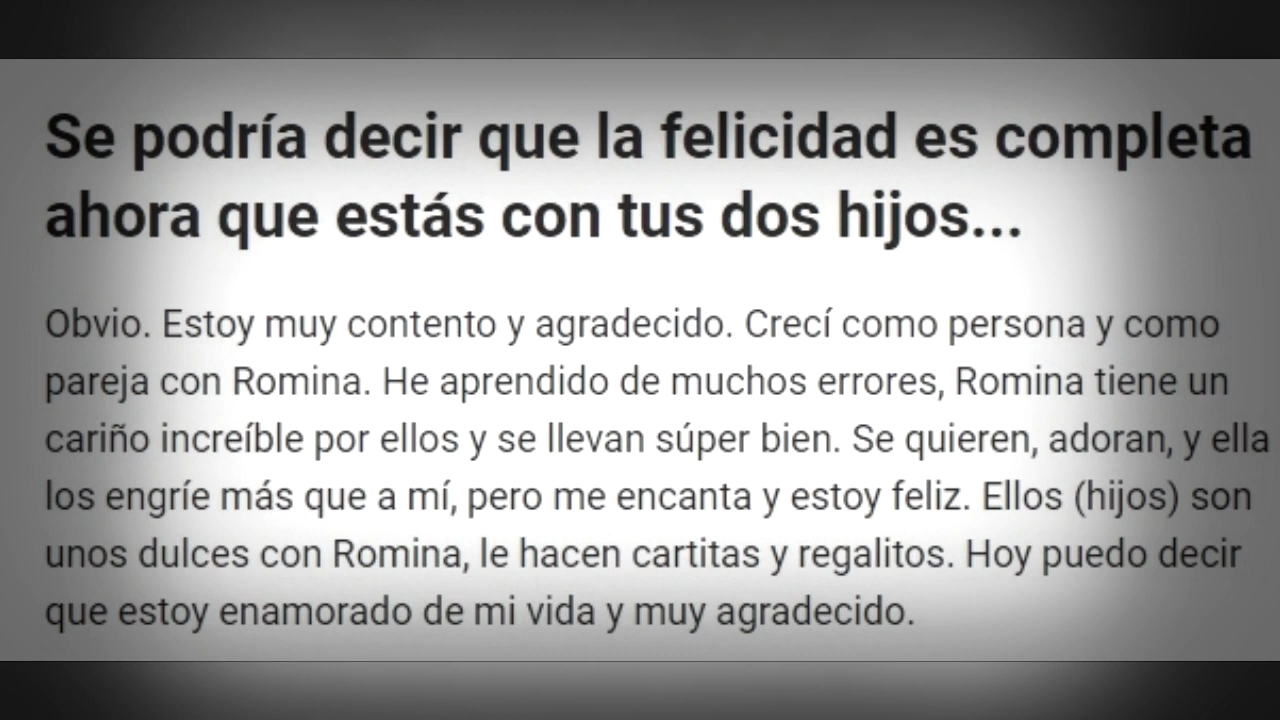 Se podría decir que la felicidad es completa
ahora que estás con tus dos hijos...
Obvio. Estoy muy contento y agradecido. Crecí como persona y como
pareja con Romina. He aprendido de muchos errores, Romina tiene un
cariño increíble por ellos y se llevan súper bien. Se quieren, adoran, y ella
los engríe más que a mí, pero me encanta y estoy feliz. Ellos (hijos) son
unos dulces con Romina, le hacen cartitas y regalitos. Hoy puedo decir
que estoy enamorado de mi vida y muy agradecido.